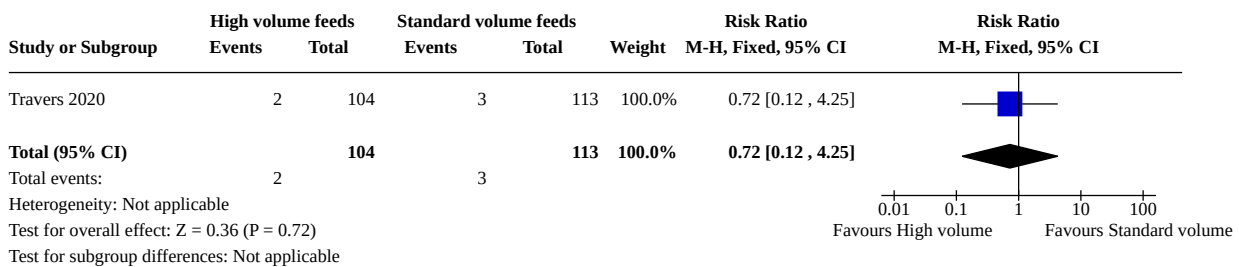 High volume feeds Standard volume feeds Risk Ratio Risk Ratio
Study or Subgroup Events Total Events Total Weight M-H, Fixed, 95% CI M-H, Fixed, 95% CI
Travers 2020 2 104 3 113 100.0% 0.72 [0.12 , 4.25]
Total (95% CI) 104 113 100.0% 0.72 [0.12 , 4.25]
Total events: 2 3
Heterogeneity: Not applicable 0.01 0.1 1 10 100
Test for overall effect: Z = 0.36 (P = 0.72) Favours High volume Favours Standard volume
Test for subgroup differences: Not applicable